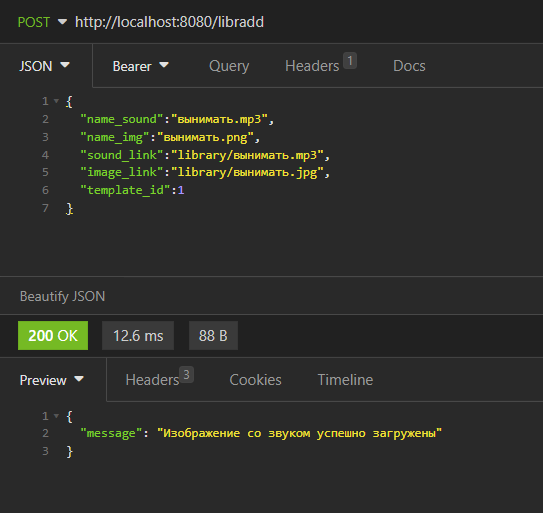 POST http://localhost:8080/libradd
JSON Bearer Query Headers 1 Docs
1 {
2 "name_sound":"вынимать.mp3",
3 "name_img":"вынимать.png",
4 "sound_link":"library/вынимать.mp3",
5 "image_link":"library/вынимать.jpg",
6 "template_id":1
7 }
Beautify JSON
200 OK 12.6 ms 88 B
Preview Headers 3 Cookies Timeline
1 {
2 "message": "Изображение со звуком успешно загружены"
3 }